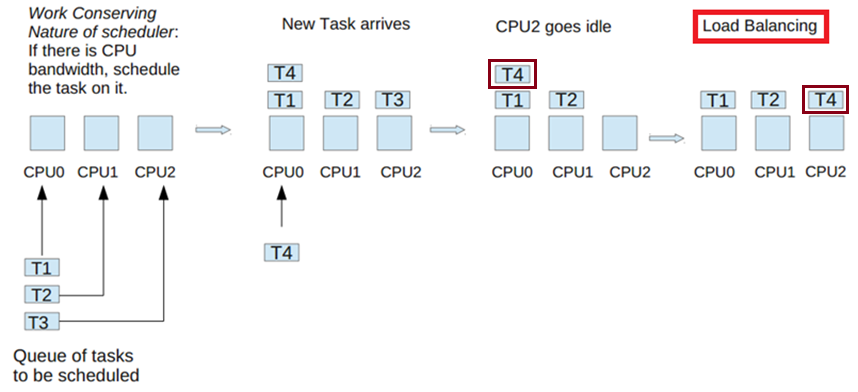 Work Conserving
Nature of scheduler:
If there is CPU
bandwidth, schedule
the task on it.
CPU0 CPU1 CPU2
T1
T2
T3
Queue of tasks
to be scheduled
New Task arrives
T4
T1 T2 T3
CPU0 CPU1 CPU2
T4
CPU2 goes idle
T4
T1 T2
CPU0 CPU1 CPU2
Load Balancing
T1 T2 T4
CPU0 CPU1 CPU2